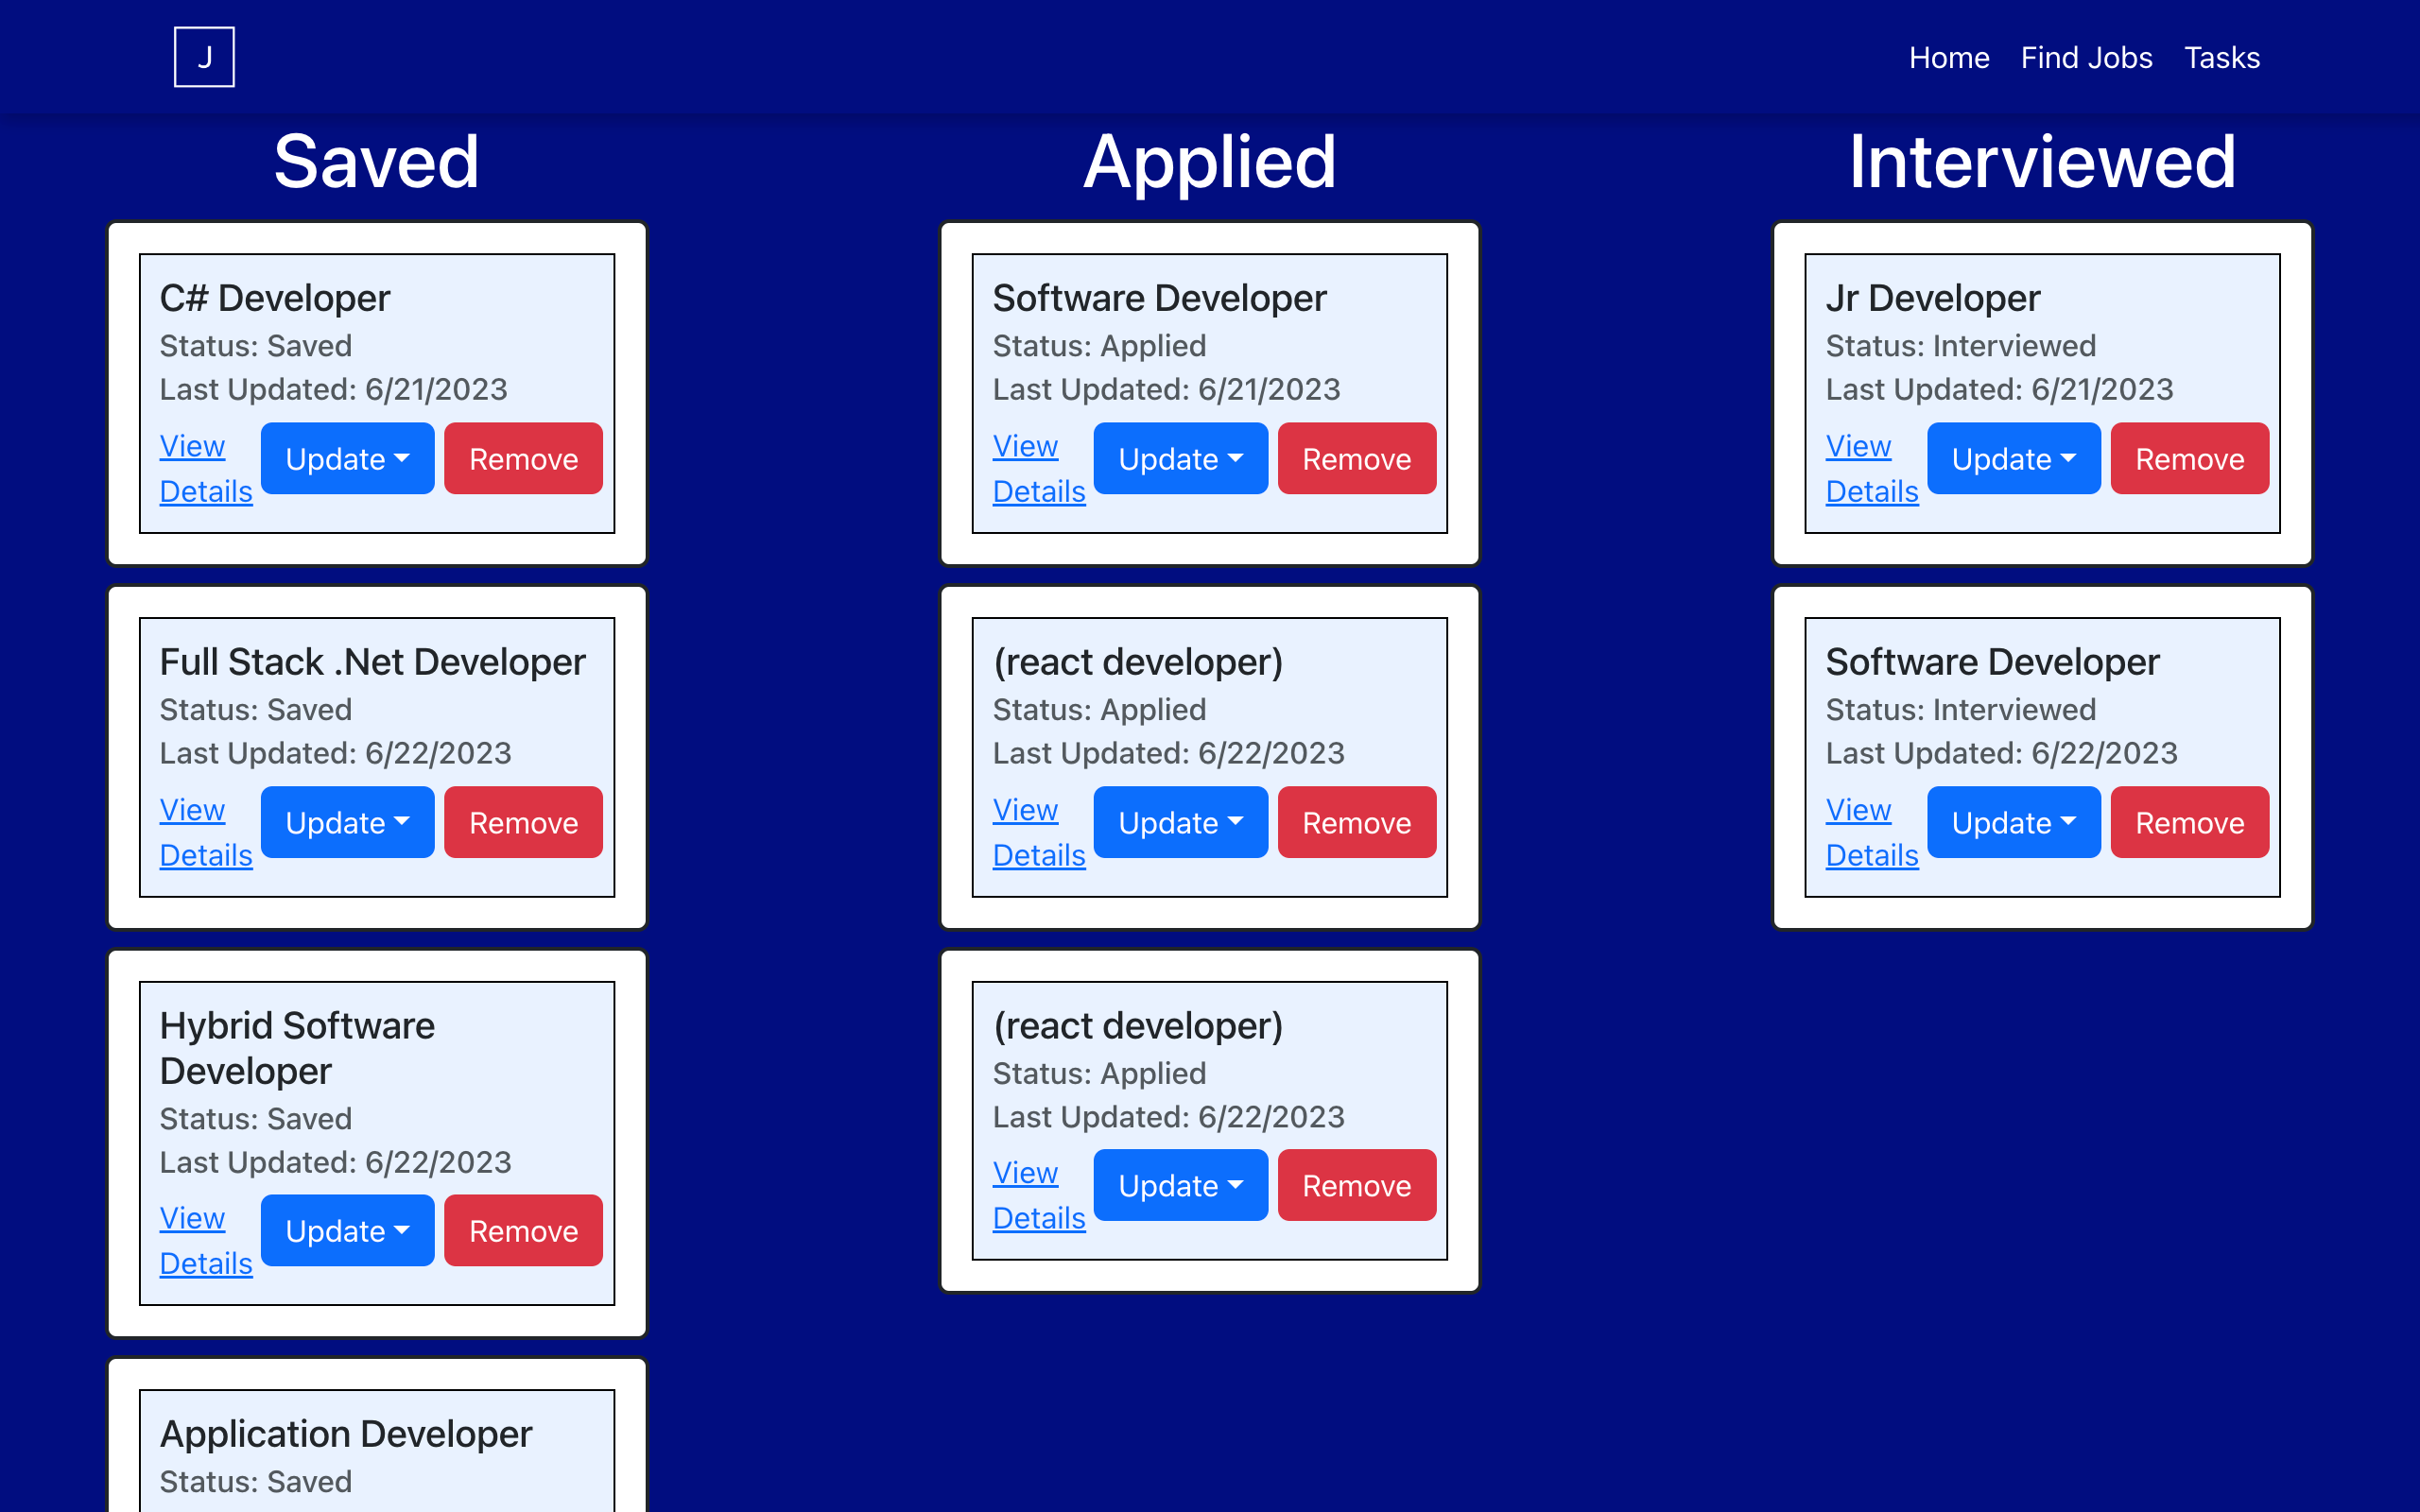 J
Home Find Jobs Tasks
Saved
C# Developer
Status: Saved
Last Updated: 6/21/2023
View
Details
Update
Remove
Full Stack .Net Developer
Status: Saved
Last Updated: 6/22/2023
View
Details
Update
Remove
Hybrid Software
Developer
Status: Saved
Last Updated: 6/22/2023
View
Details
Update
Remove
Application Developer
Status: Saved
Applied
Software Developer
Status: Applied
Last Updated: 6/21/2023
View
Details
Update
Remove
(react developer)
Status: Applied
Last Updated: 6/22/2023
View
Details
Update
Remove
(react developer)
Status: Applied
Last Updated: 6/22/2023
View
Details
Update
Remove
Interviewed
Jr Developer
Status: Interviewed
Last Updated: 6/21/2023
View
Details
Update
Remove
Software Developer
Status: Interviewed
Last Updated: 6/22/2023
View
Details
Update
Remove